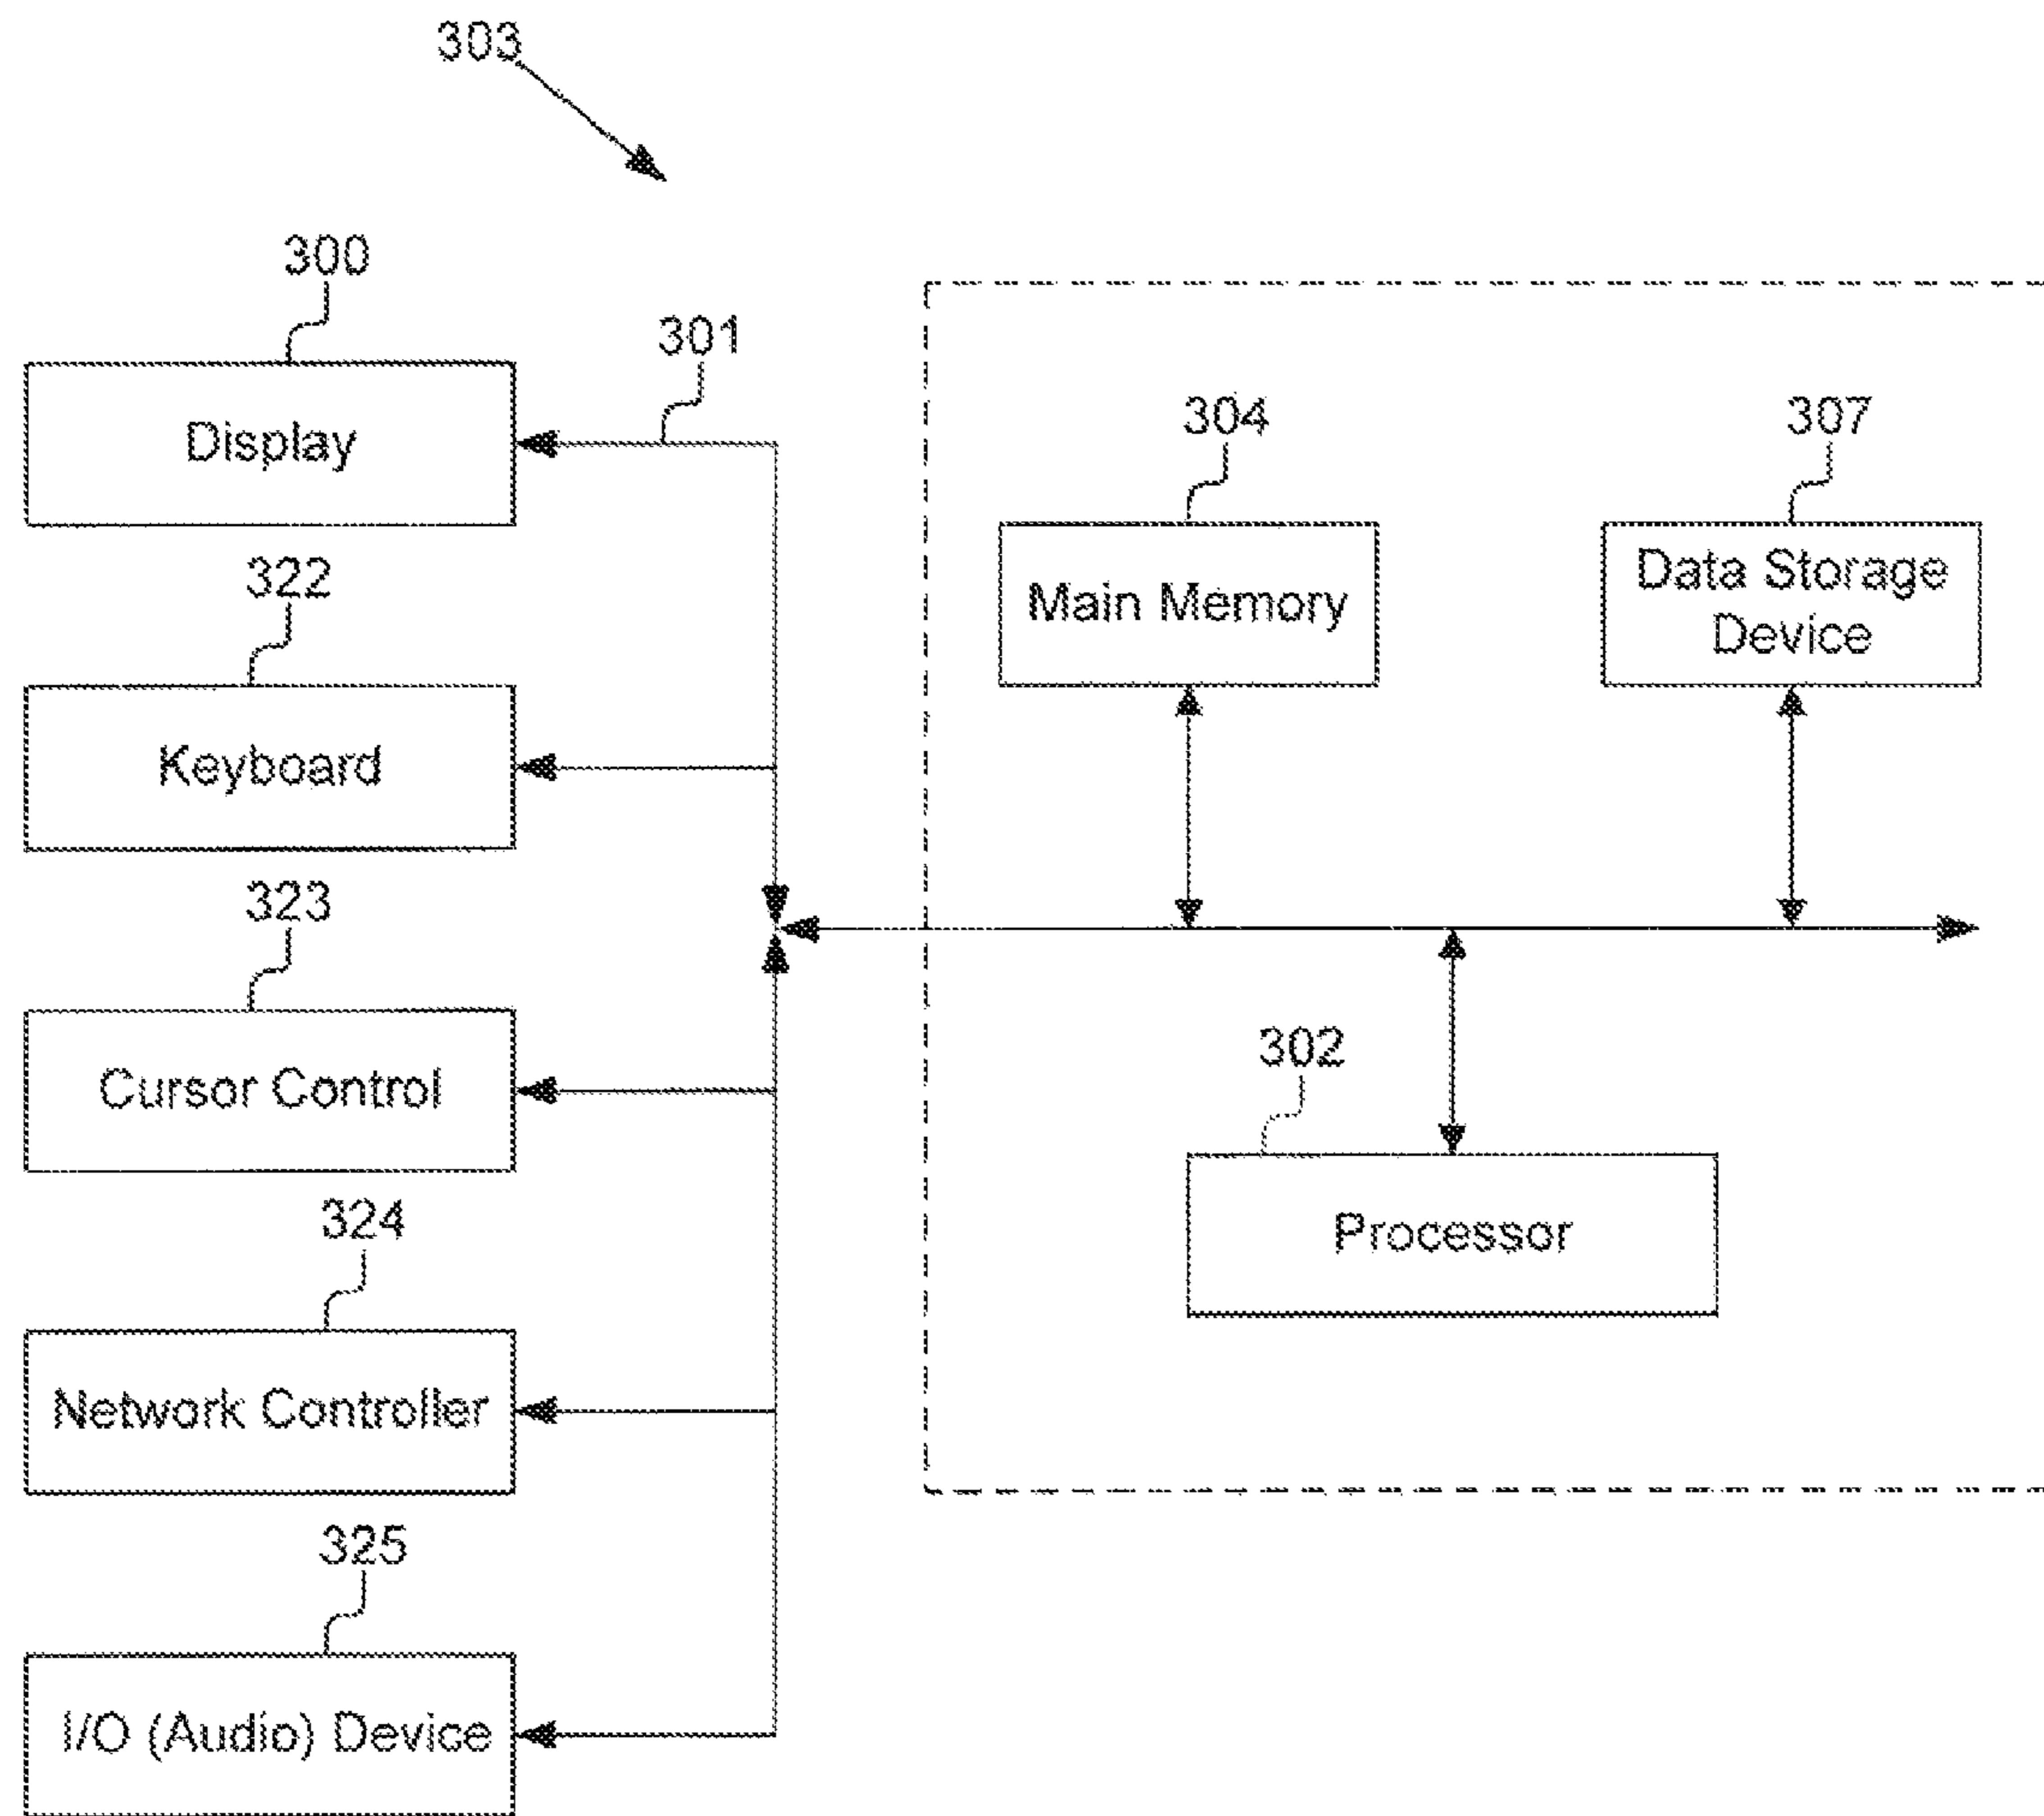 303
300
Display
301
322
Keyboard
323
Cursor Control
324
Network Controller
325
I/O (Audio) Device
304
Main Memory
307
Data Storage
Device
302
Processor